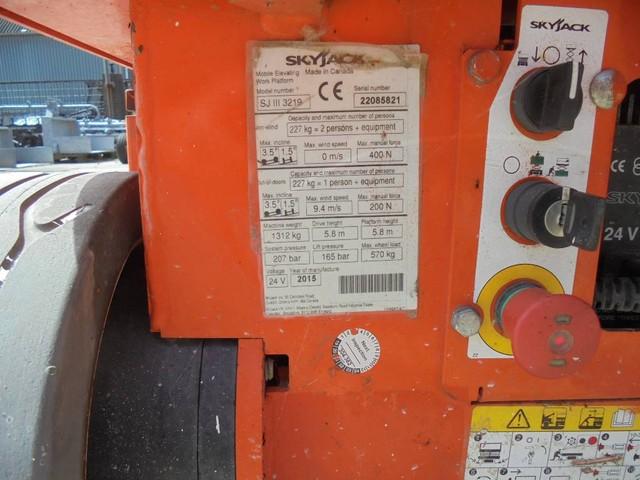 SKYJACK
Mobile Elevating Made in Canada
Work Platform
Model number Serial number
SJ III 3219 CE 22085821
Capacity and maximum number of persons
227 kg = 2 persons + equipment
Max. incline Max. wind speed Max. manual force
3.5° 1.5° 0 m/s 400 N
Capacity and maximum number of persons
227 kg = 1 person + equipment
Max. incline Max. wind speed Max. manual force
3.5° 1.5° 9.4 m/s 200 N
Machine weight Drive height Platform height
1312 kg 5.8 m 5.8 m
System pressure Lift pressure Max. wheel load
207 bar 165 bar 570 kg
Voltage Year of manufacture
24 V 2015
SKYJACK
CE
SKY
24 V
Next Inspection